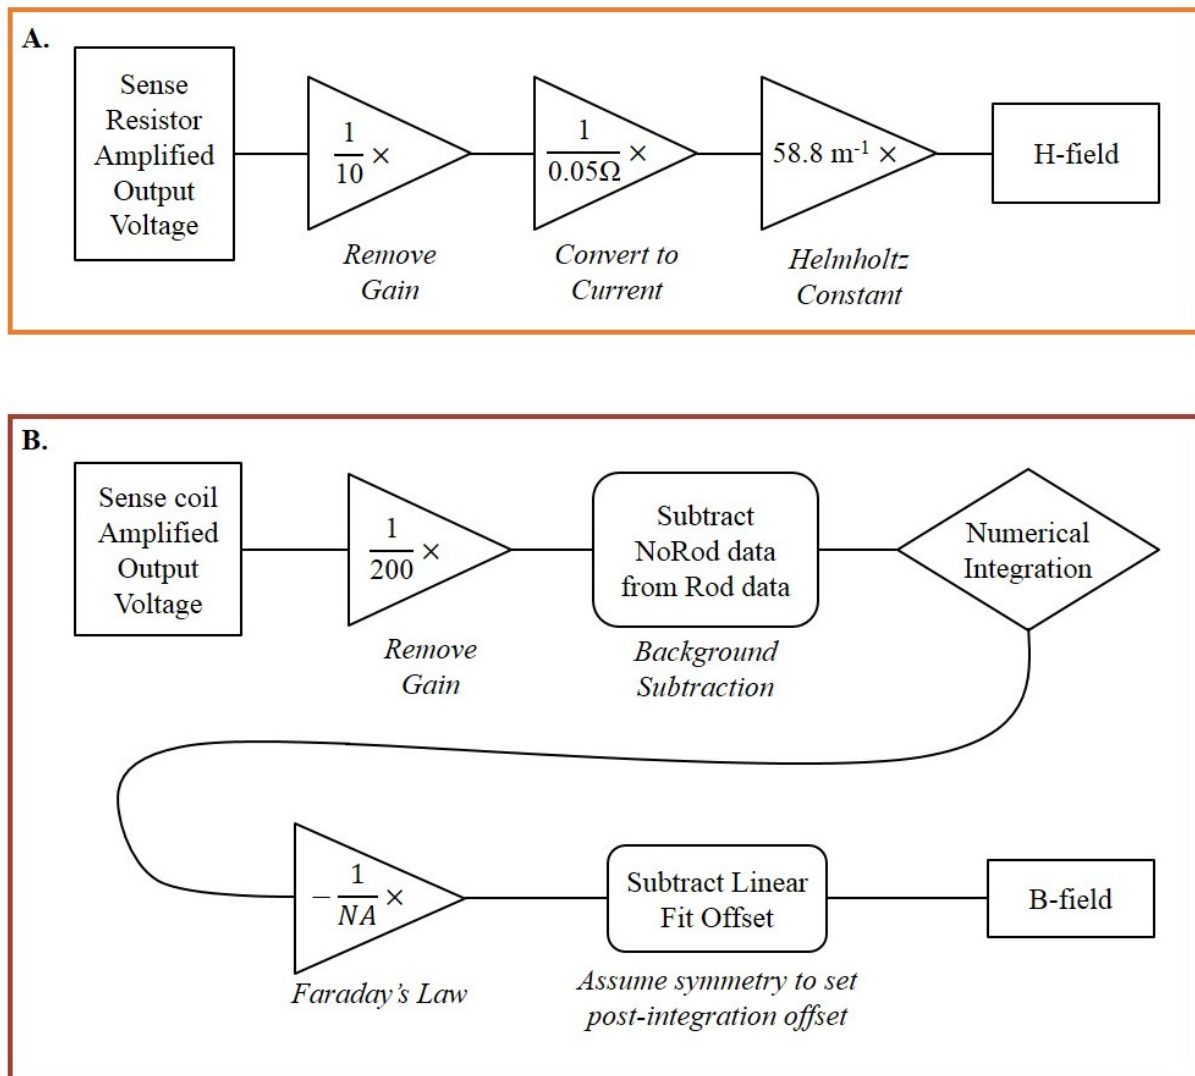 A.
Sense
Resistor
Amplified
Output
Voltage
1
10 ×
Remove
Gain
1
0.05Ω ×
Convert to
Current
58.8 m⁻¹ ×
Helmholtz
Constant
H-field
B.
Sense coil
Amplified
Output
Voltage
1
200 ×
Remove
Gain
Subtract
NoRod data
from Rod data
Background
Subtraction
Numerical
Integration
− 1
NA ×
Faraday's Law
Subtract Linear
Fit Offset
Assume symmetry to set
post-integration offset
B-field